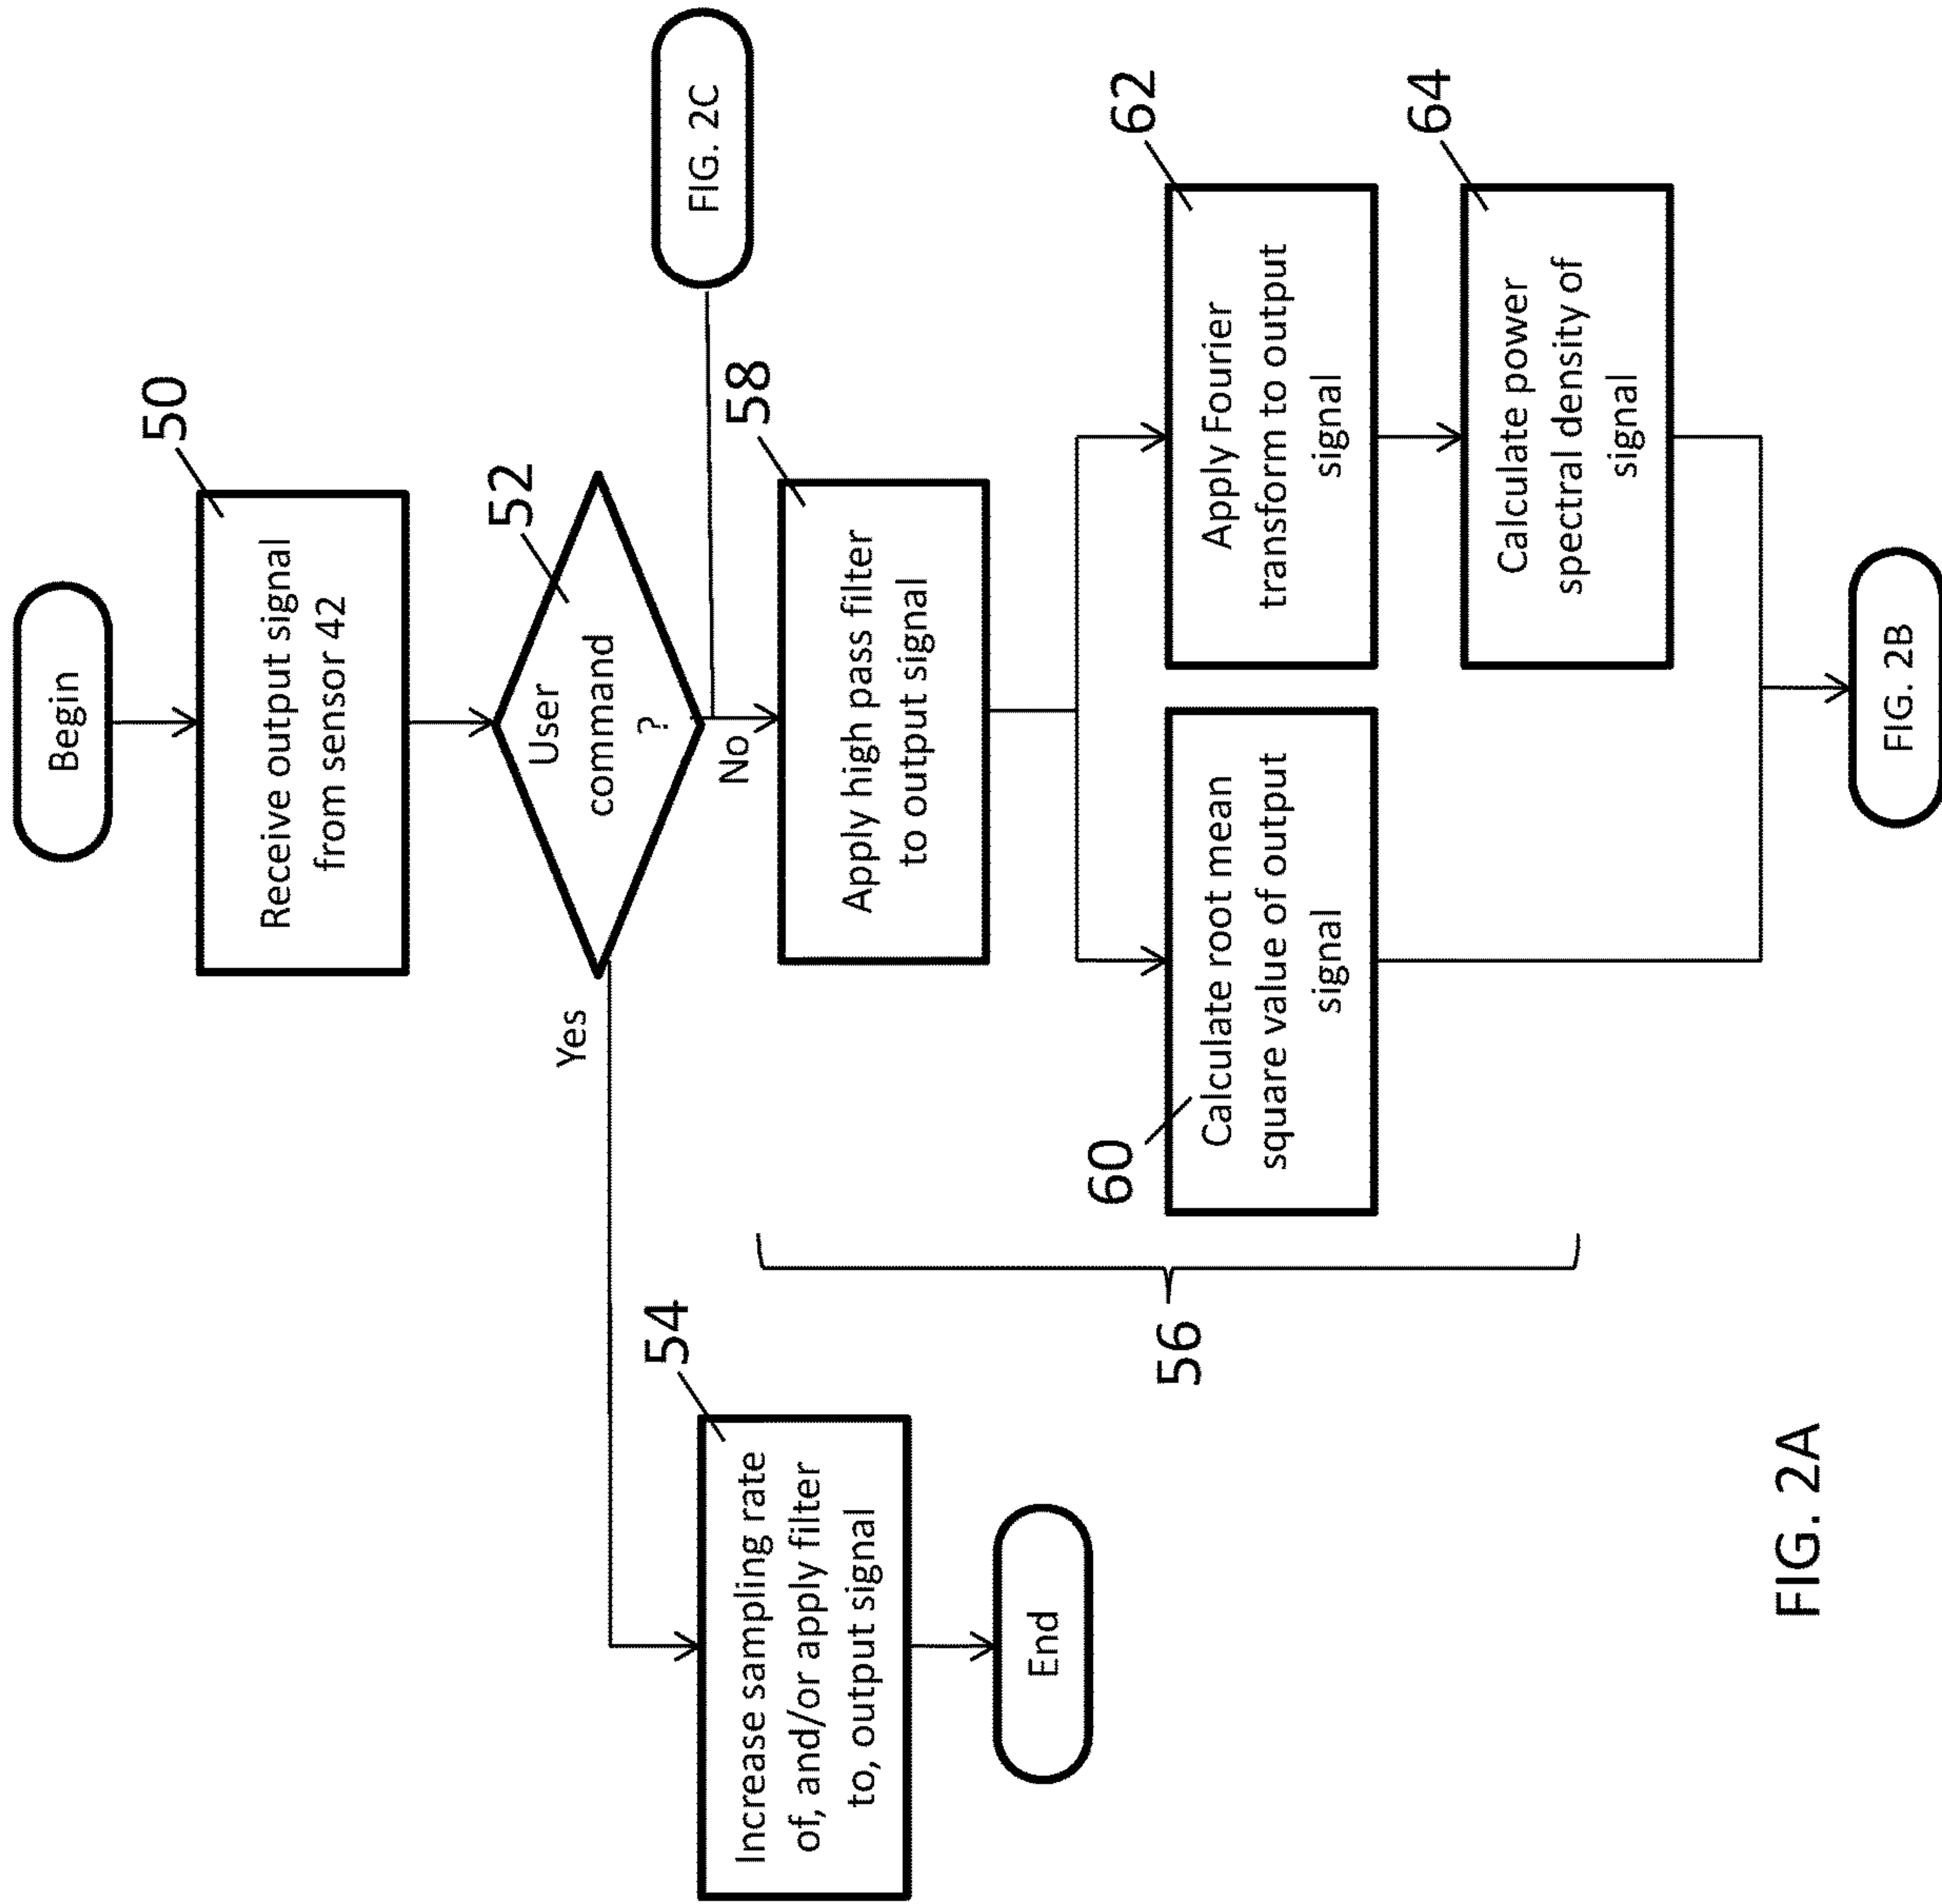 Begin
50
Receive output signal
from sensor 42
52
User
command
?
Yes
No
FIG. 2C
54
Increase sampling rate
of, and/or apply filter
to, output signal
End
58
Apply high pass filter
to output signal
56
60
Calculate root mean
square value of output
signal
62
Apply Fourier
transform to output
signal
64
Calculate power
spectral density of
signal
FIG. 2B
FIG. 2A